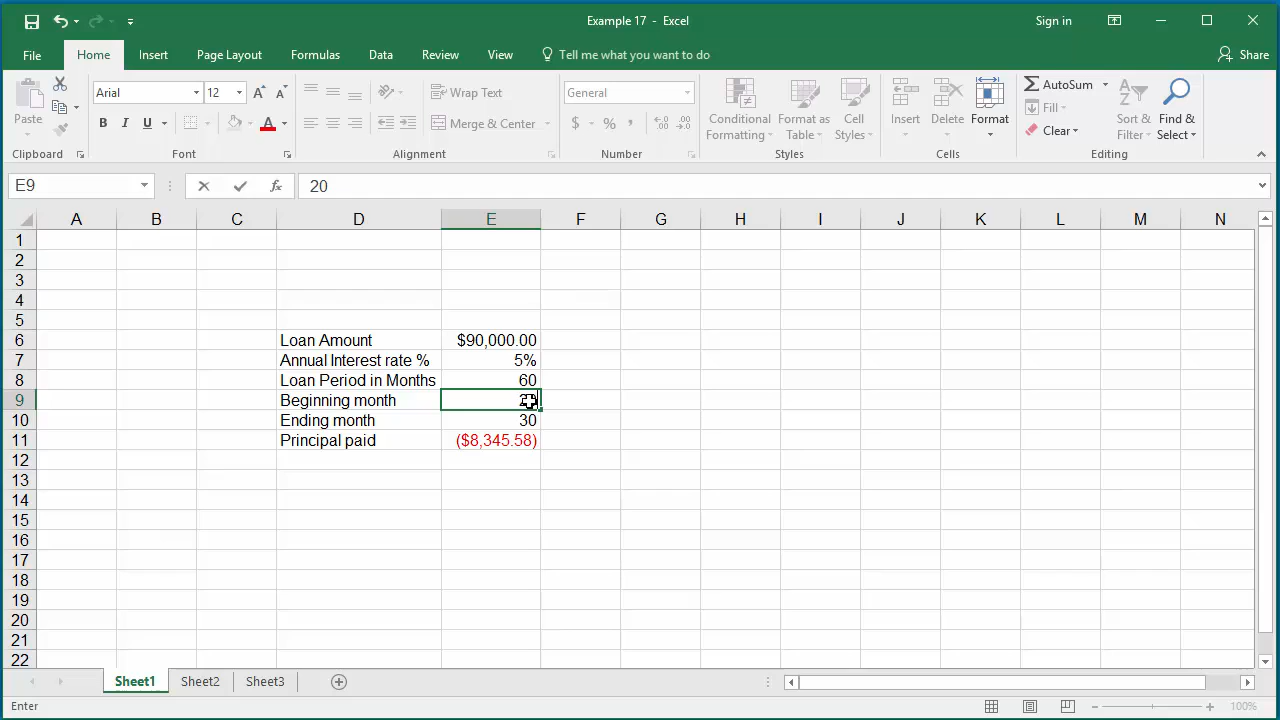 Example 17 - Excel
Sign in
File Home Insert Page Layout Formulas Data Review View Tell me what you want to do Share
Paste
Arial 12
B I U A
Wrap Text
Merge & Center
General
$ % ,
Conditional Formatting
Format as Table
Cell Styles
Insert Delete Format
AutoSum
Fill
Clear
Sort & Filter
Find & Select
Clipboard Font Alignment Number Styles Cells Editing
E9 fx 20
A B C D E F G H I J K L M N
1
2
3
4
5
6 Loan Amount $90,000.00
7 Annual Interest rate % 5%
8 Loan Period in Months 60
9 Beginning month
10 Ending month 30
11 Principal paid ($8,345.58)
12
13
14
15
16
17
18
19
20
21
22
Sheet1 Sheet2 Sheet3
Enter 100%